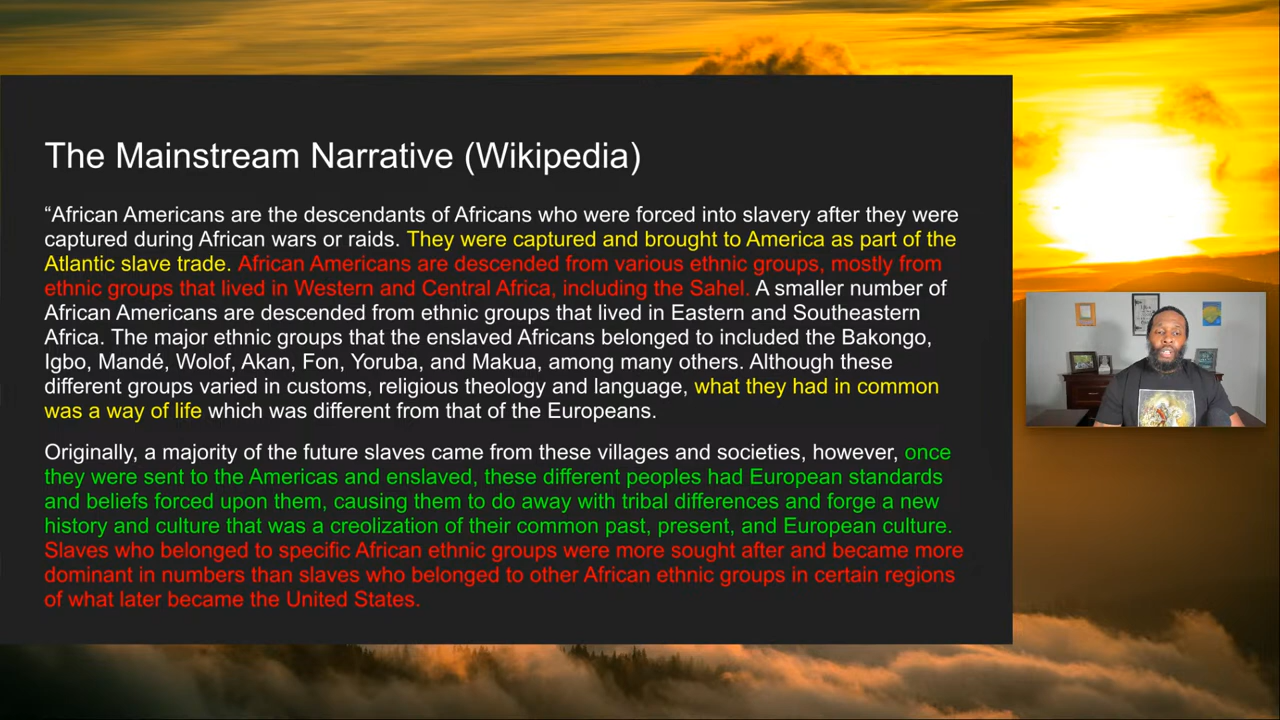 The Mainstream Narrative (Wikipedia)
“African Americans are the descendants of Africans who were forced into slavery after they were
captured during African wars or raids. They were captured and brought to America as part of the
Atlantic slave trade. African Americans are descended from various ethnic groups, mostly from
ethnic groups that lived in Western and Central Africa, including the Sahel. A smaller number of
African Americans are descended from ethnic groups that lived in Eastern and Southeastern
Africa. The major ethnic groups that the enslaved Africans belonged to included the Bakongo,
Igbo, Mandé, Wolof, Akan, Fon, Yoruba, and Makua, among many others. Although these
different groups varied in customs, religious theology and language, what they had in common
was a way of life which was different from that of the Europeans.
Originally, a majority of the future slaves came from these villages and societies, however, once
they were sent to the Americas and enslaved, these different peoples had European standards
and beliefs forced upon them, causing them to do away with tribal differences and forge a new
history and culture that was a creolization of their common past, present, and European culture.
Slaves who belonged to specific African ethnic groups were more sought after and became more
dominant in numbers than slaves who belonged to other African ethnic groups in certain regions
of what later became the United States.